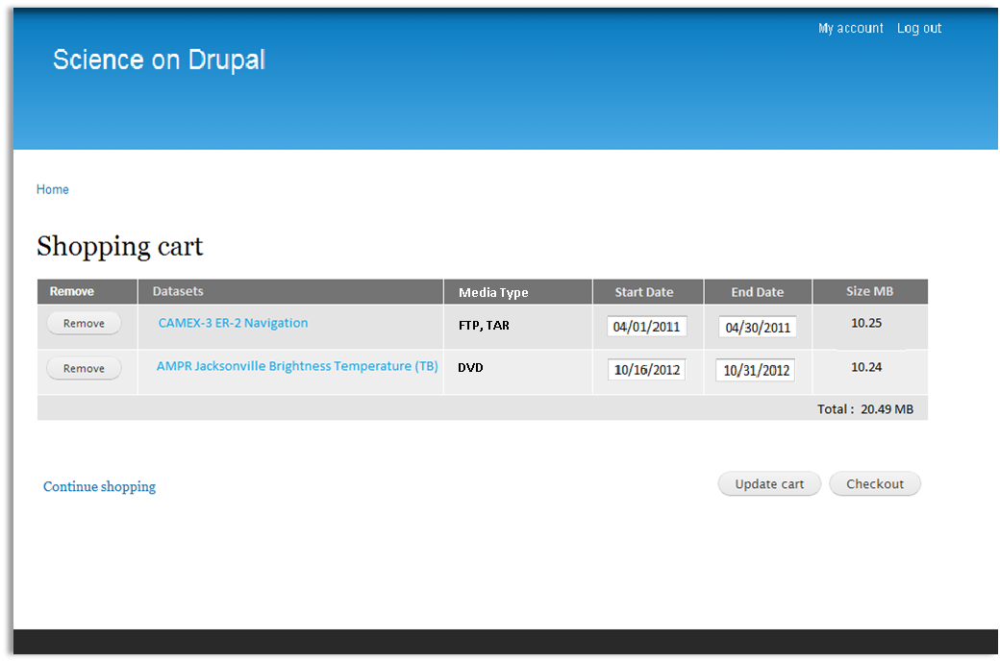 My account Log out
Science on Drupal
Home
Shopping cart
Remove Datasets Media Type Start Date End Date Size MB
Remove CAMEX-3 ER-2 Navigation FTP, TAR 04/01/2011 04/30/2011 10.25
Remove AMPR Jacksonville Brightness Temperature (TB) DVD 10/16/2012 10/31/2012 10.24
Total : 20.49 MB
Continue shopping Update cart Checkout